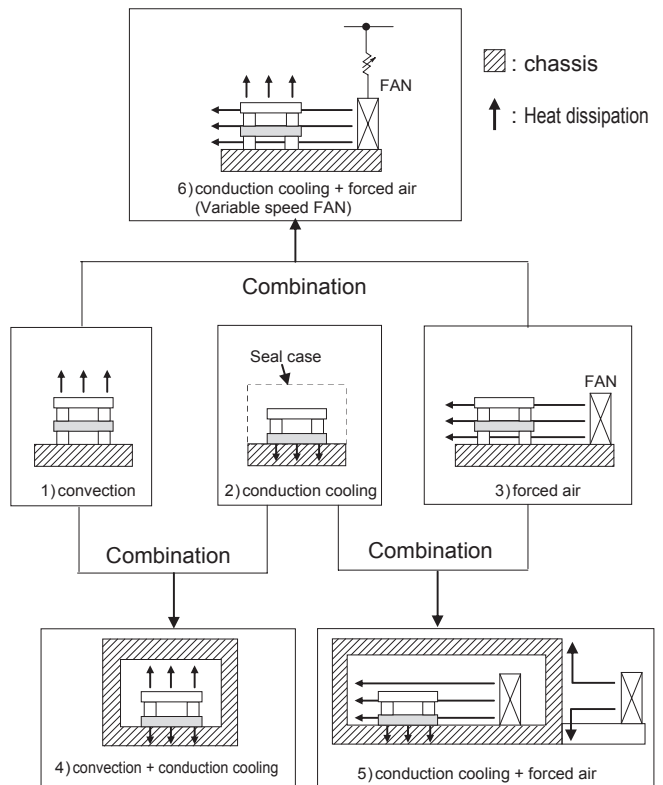 FAN
: chassis
: Heat dissipation
6) conduction cooling + forced air
(Variable speed FAN)
Combination
Seal case
FAN
1) convection
2) conduction cooling
3) forced air
Combination
Combination
4) convection + conduction cooling
5) conduction cooling + forced air